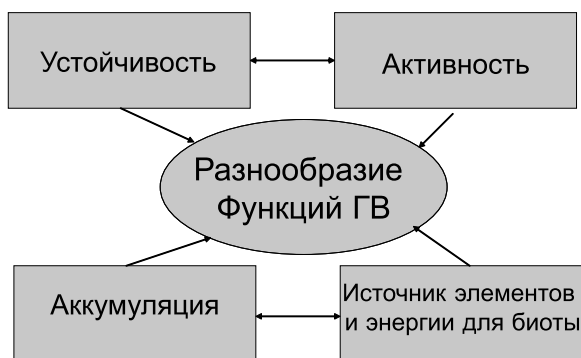 Устойчивость
Активность
Разнообразие
Функций ГВ
Аккумуляция
Источник элементов
и энергии для биоты